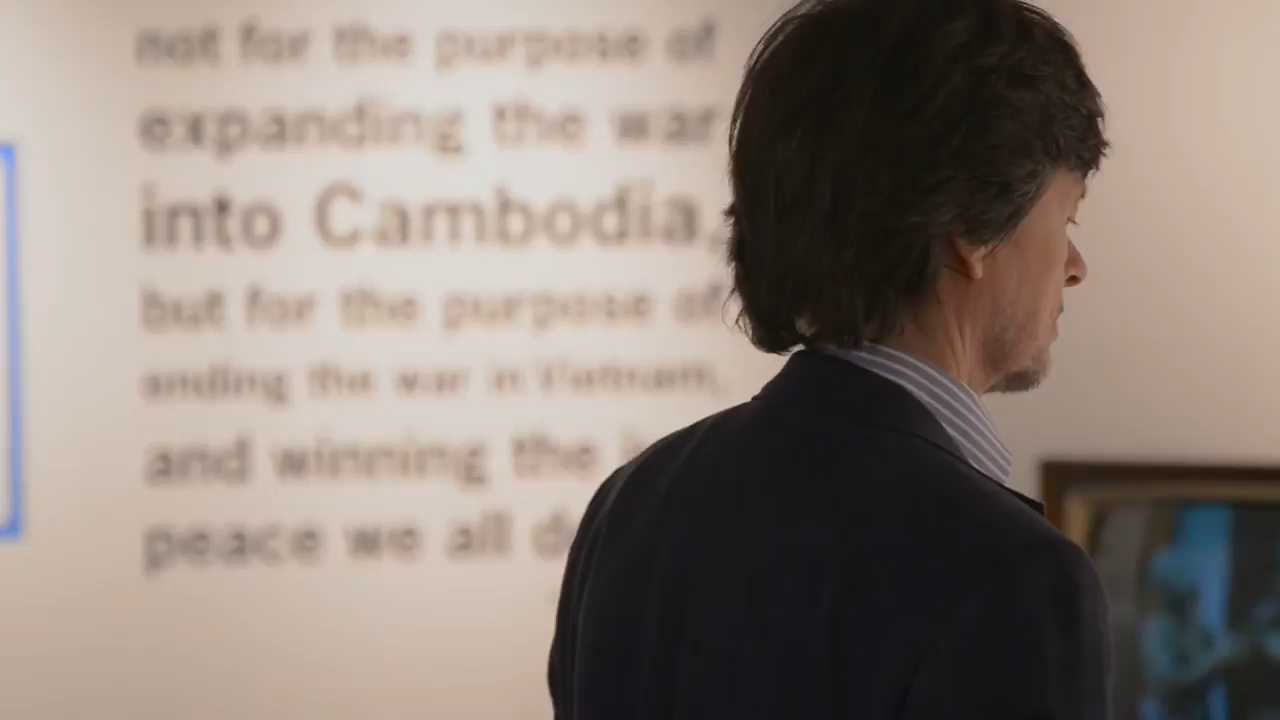 not for the purpose of
expanding the war
into Cambodia,
but for the purpose of
ending the war in Vietnam,
and winning the
peace we all